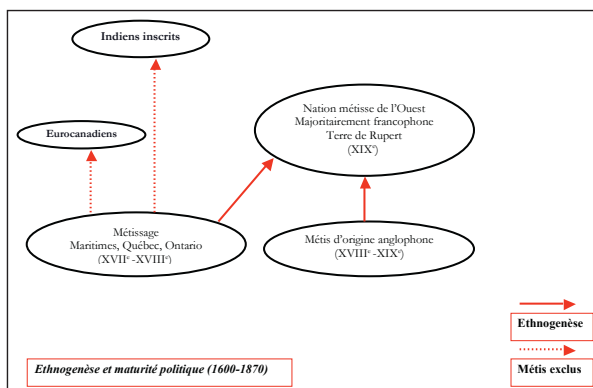 Indiens inscrits
Nation métisse de l'Ouest
Majoritairement francophone
Terre de Rupert
(XIXᵉ)
Eurocanadiens
Métissage
Maritimes, Québec, Ontario
(XVIIᵉ -XVIIIᵉ)
Métis d'origine anglophone
(XVIIIᵉ -XIXᵉ)
Ethnogenèse
Ethnogenèse et maturité politique (1600-1870)
Métis exclus